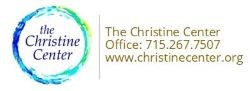 the
Christine
Center
The Christine Center
Office: 715.267.7507
www.christinecenter.org